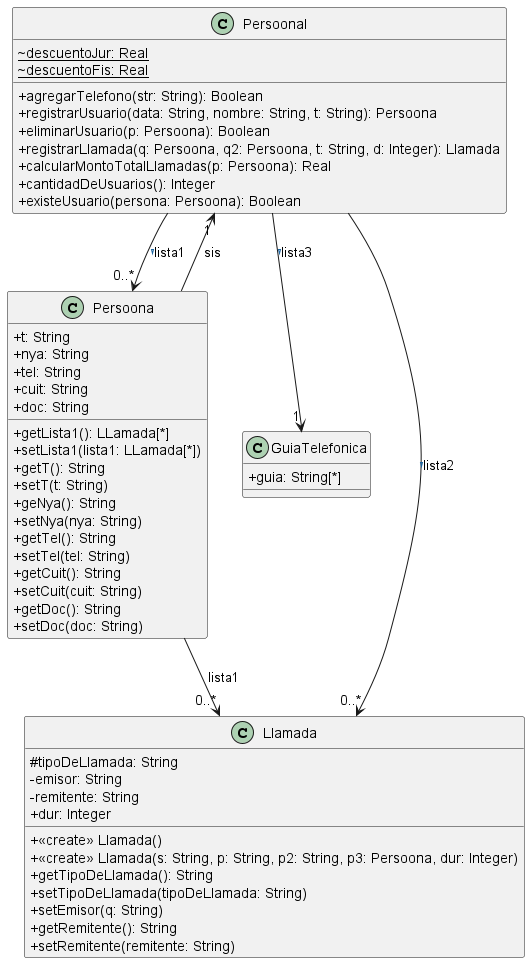 C Persoonal
~descuentoJur: Real
~descuentoFis: Real
+agregarTelefono(str: String): Boolean
+registrarUsuario(data: String, nombre: String, t: String): Persoona
+eliminarUsuario(p: Persoona): Boolean
+registrarLlamada(q: Persoona, q2: Persoona, t: String, d: Integer): Llamada
+calcularMontoTotalLlamadas(p: Persoona): Real
+cantidadDeUsuarios(): Integer
+existeUsuario(persona: Persoona): Boolean
1
lista1
sis
lista3
0..*
C Persoona
+t: String
+nya: String
+tel: String
+cuit: String
+doc: String
+getLista1(): LLamada[*]
+setLista1(lista1: LLamada[*])
+getT(): String
+setT(t: String)
+geNya(): String
+setNya(nya: String)
+getTel(): String
+setTel(tel: String)
+getCuit(): String
+setCuit(cuit: String)
+getDoc(): String
+setDoc(doc: String)
1
C GuiaTelefonica
+guia: String[*]
lista2
lista1
0..*
0..*
C Llamada
#tipoDeLlamada: String
-emisor: String
-remitente: String
+dur: Integer
+«create» Llamada()
+«create» Llamada(s: String, p: String, p2: String, p3: Persoona, dur: Integer)
+getTipoDeLlamada(): String
+setTipoDeLlamada(tipoDeLlamada: String)
+setEmisor(q: String)
+getRemitente(): String
+setRemitente(remitente: String)